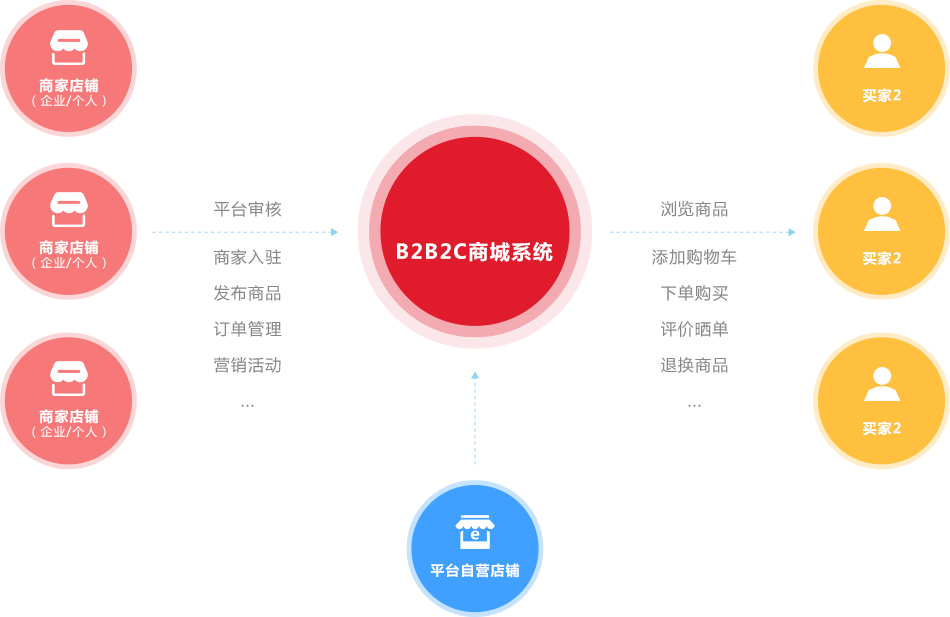 商家店铺
（企业/个人）
商家店铺
（企业/个人）
商家店铺
（企业/个人）
平台审核
商家入驻
发布商品
订单管理
营销活动
...
B2B2C商城系统
e
平台自营店铺
浏览商品
添加购物车
下单购买
评价晒单
退换商品
...
买家2
买家2
买家2